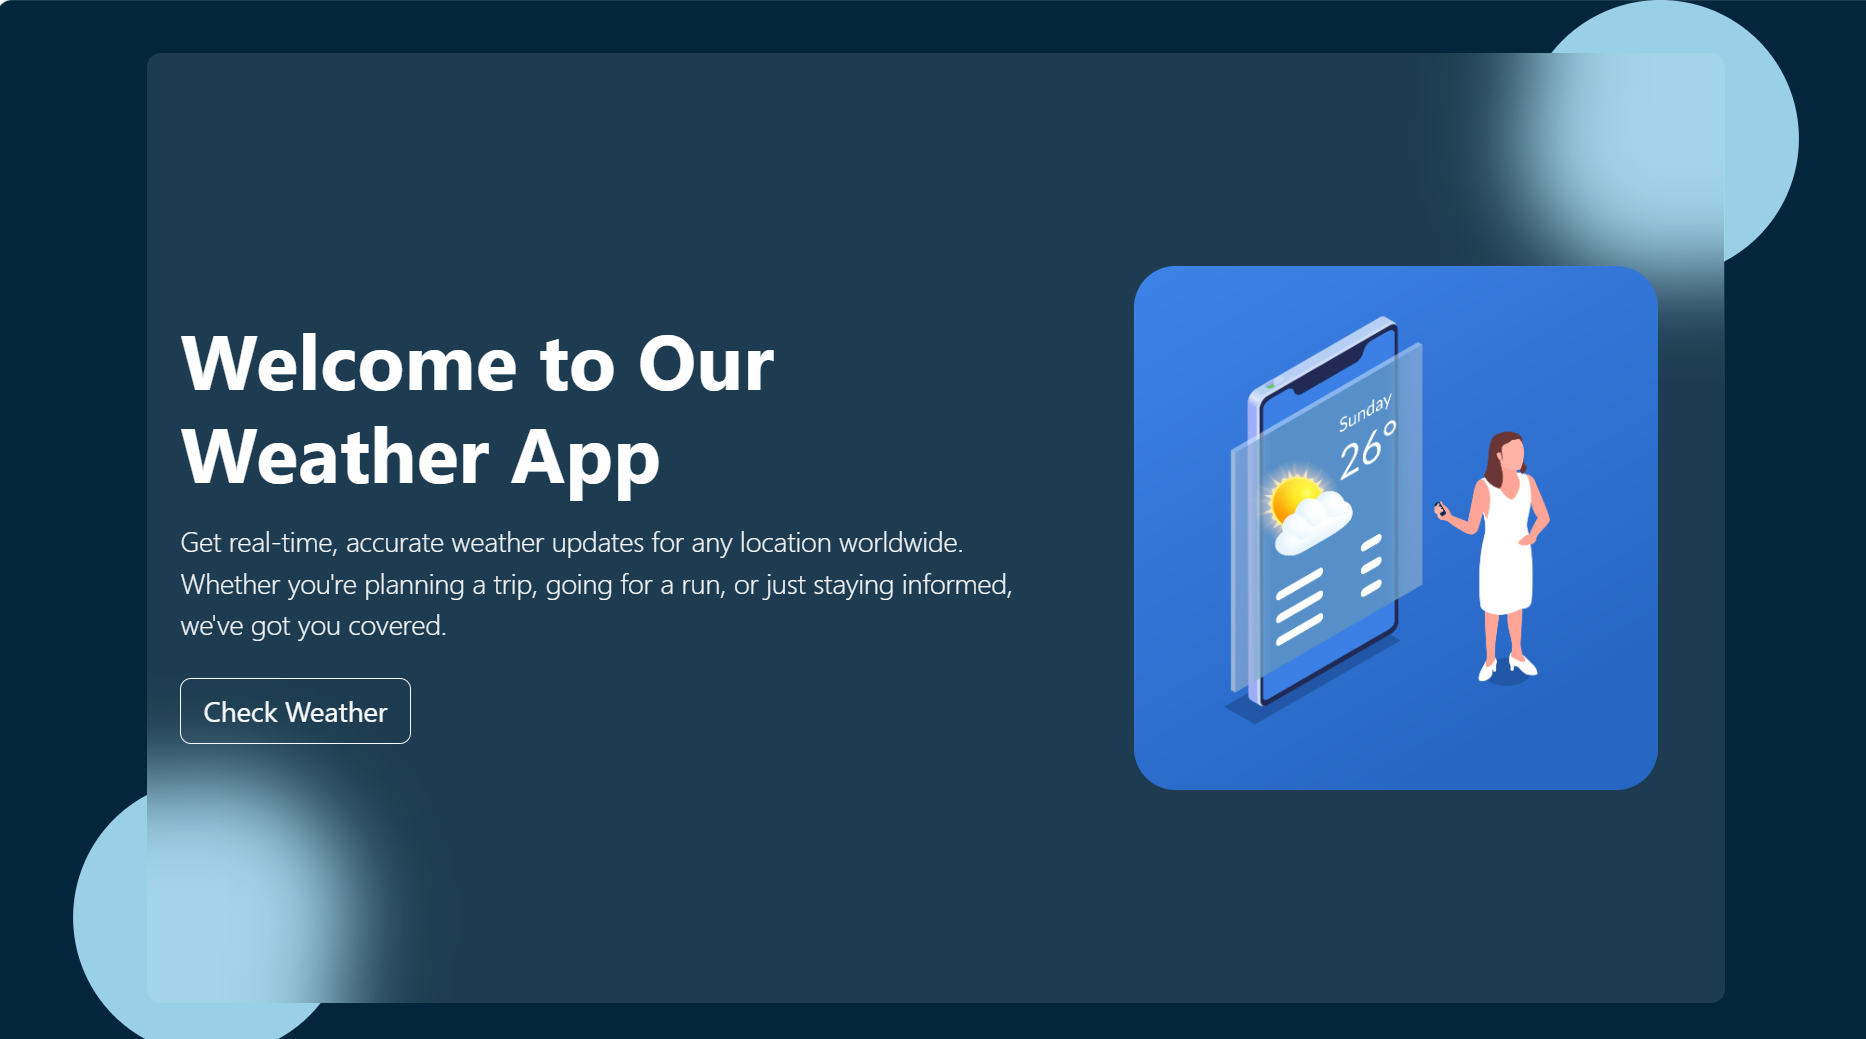 Welcome to Our
Weather App
Get real-time, accurate weather updates for any location worldwide.
Whether you're planning a trip, going for a run, or just staying informed,
we've got you covered.
Check Weather
Sunday
26°